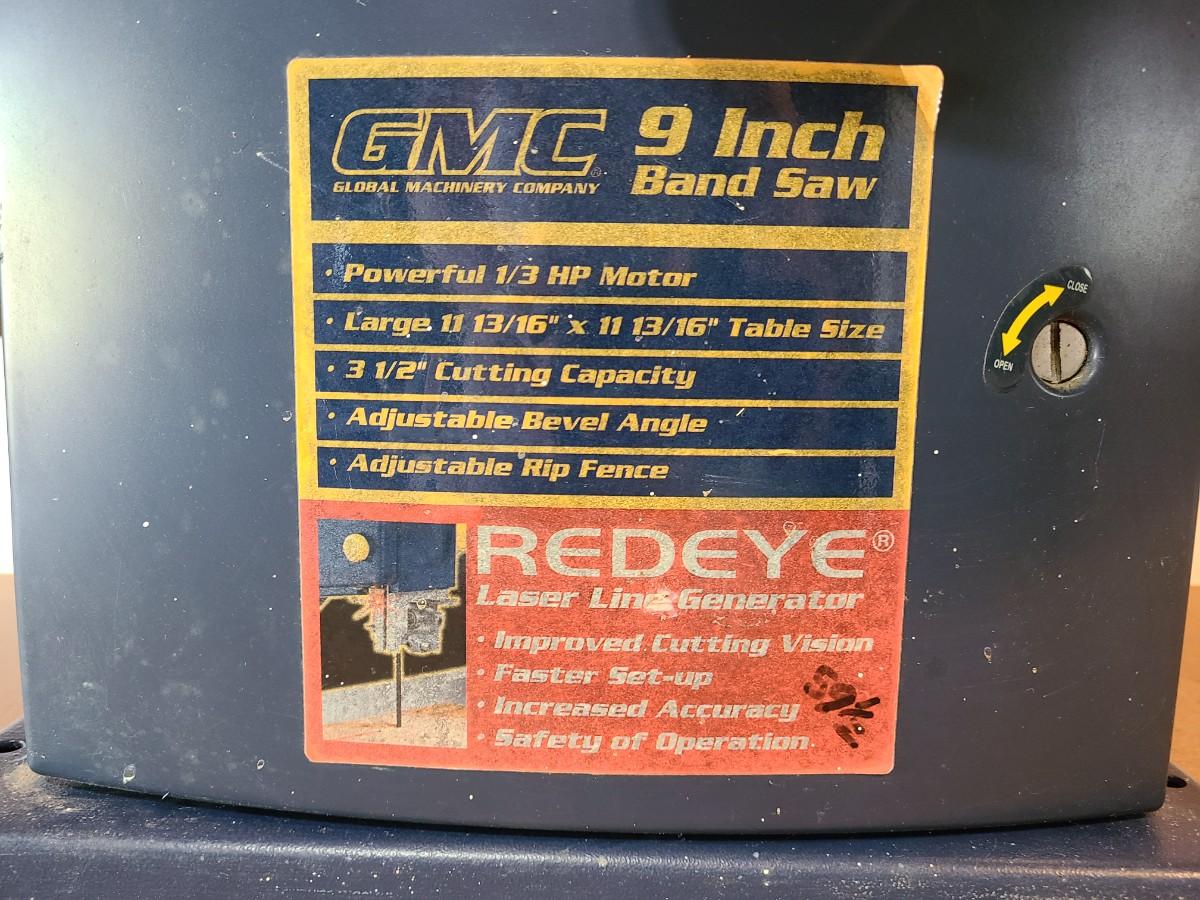 GMC®
GLOBAL MACHINERY COMPANY
9 Inch
Band Saw
• Powerful 1/3 HP Motor
• Large 11 13/16" x 11 13/16" Table Size
• 3 1/2" Cutting Capacity
• Adjustable Bevel Angle
• Adjustable Rip Fence
CLOSE
OPEN
REDEYE®
Laser Line Generator
• Improved Cutting Vision
• Faster Set-up
• Increased Accuracy
• Safety of Operation
59½